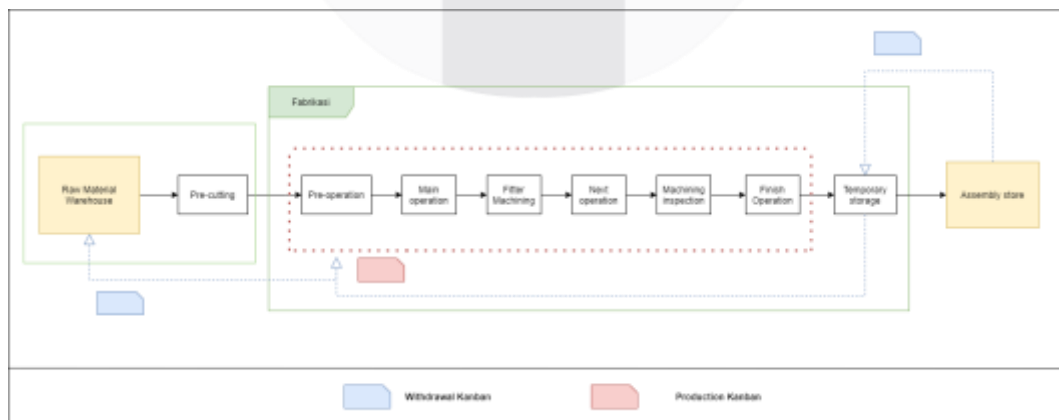 Fabrikasi
Raw Material
Warehouse
Pre-cutting
Pre-operation
Main
operation
Fitter
Machining
Next
operation
Machining
inspection
Finish
Operation
Temporary
storage
Assembly store
Withdrawal Kanban
Production Kanban